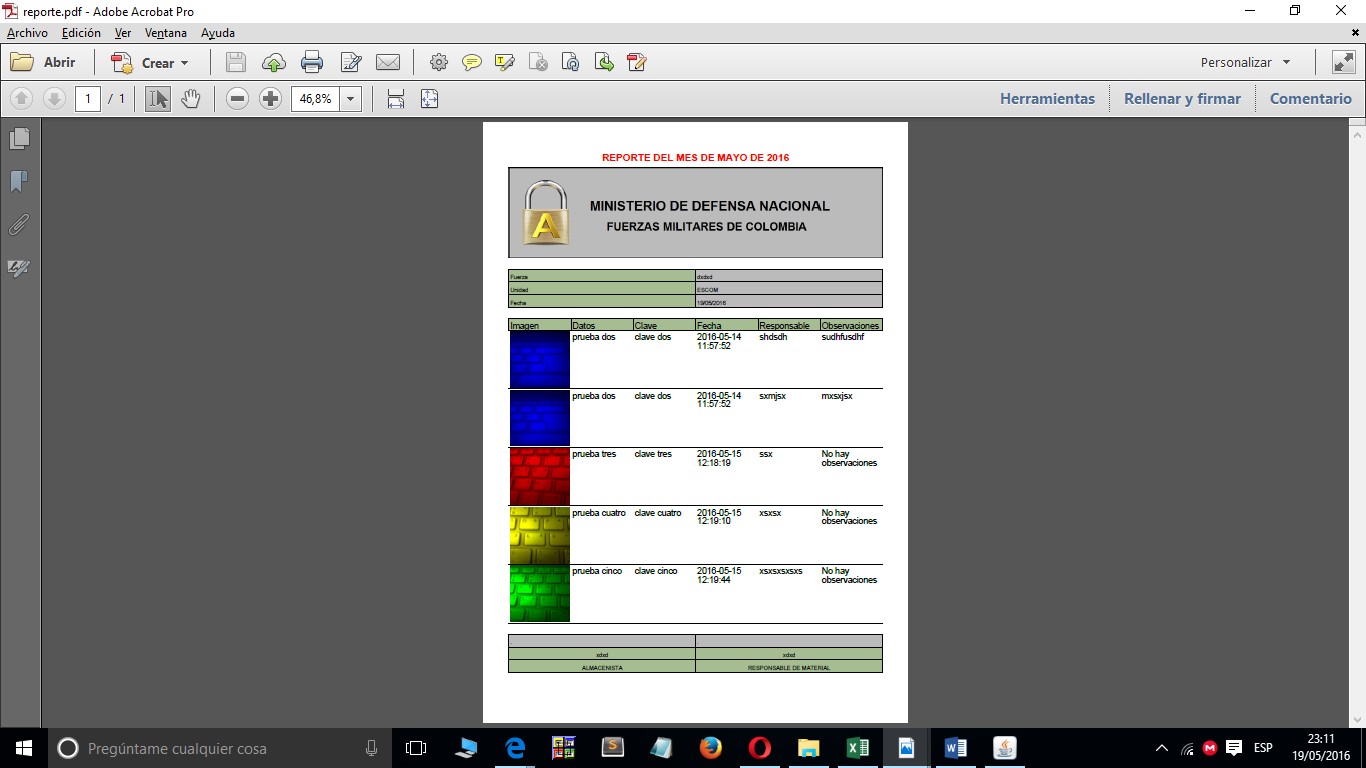 reporte.pdf - Adobe Acrobat Pro
Archivo Edición Ver Ventana Ayuda
Abrir Crear Personalizar
1 / 1 46,8% Herramientas Rellenar y firmar Comentario
REPORTE DEL MES DE MAYO DE 2016
A
MINISTERIO DE DEFENSA NACIONAL
FUERZAS MILITARES DE COLOMBIA
Fuerza dxdxd
Unidad ESCOM
Fecha 19/05/2016
Imagen Datos Clave Fecha Responsable Observaciones
prueba dos clave dos 2016-05-14 shdsdh sudhfusdhf
11:57:52
prueba dos clave dos 2016-05-14 sxmjsx mxsxjsx
11:57:52
prueba tres clave tres 2016-05-15 ssx No hay
12:18:19 observaciones
prueba cuatro clave cuatro 2016-05-15 xsxsx No hay
12:19:10 observaciones
prueba cinco clave cinco 2016-05-15 xsxsxsxsxs No hay
12:19:44 observaciones
xdxd xdxd
ALMACENISTA RESPONSABLE DE MATERIAL
Pregúntame cualquier cosa ESP 23:11
19/05/2016